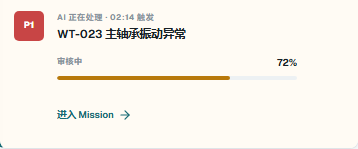 P1
AI 正在处理 · 02:14 触发
WT-023 主轴承振动异常
审核中
72%
进入 Mission →